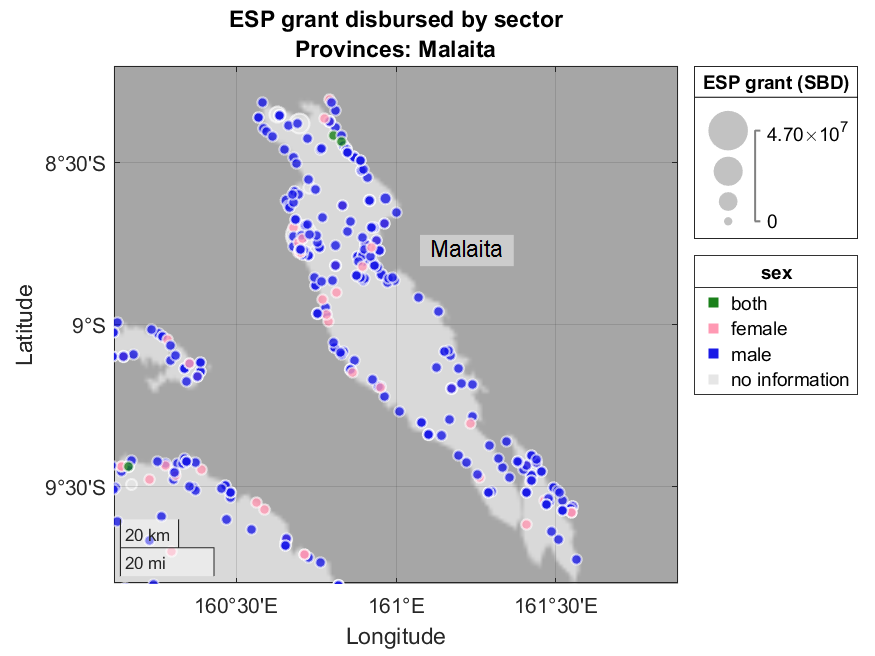 ESP grant disbursed by sector
Provinces: Malaita
ESP grant (SBD)
4.70×10⁷
0
sex
both
female
male
no information
Malaita
8°30'S
9°S
9°30'S
Latitude
20 km
20 mi
160°30'E
161°E
161°30'E
Longitude